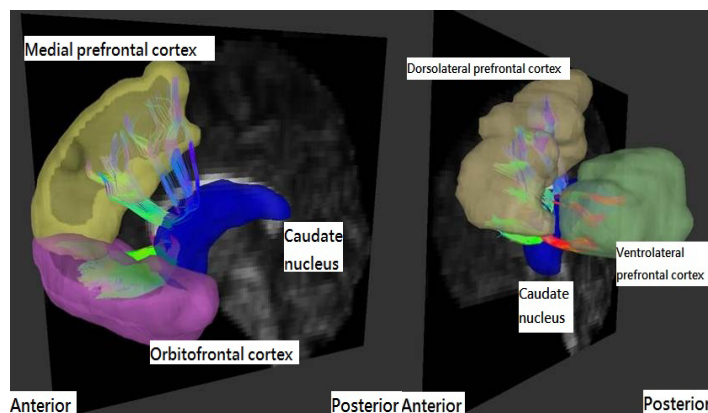 Medial prefrontal cortex
Caudate
nucleus
Orbitofrontal cortex
Anterior
Posterior
Dorsolateral prefrontal cortex
Ventrolateral
prefrontal cortex
Caudate
nucleus
Anterior
Posterior